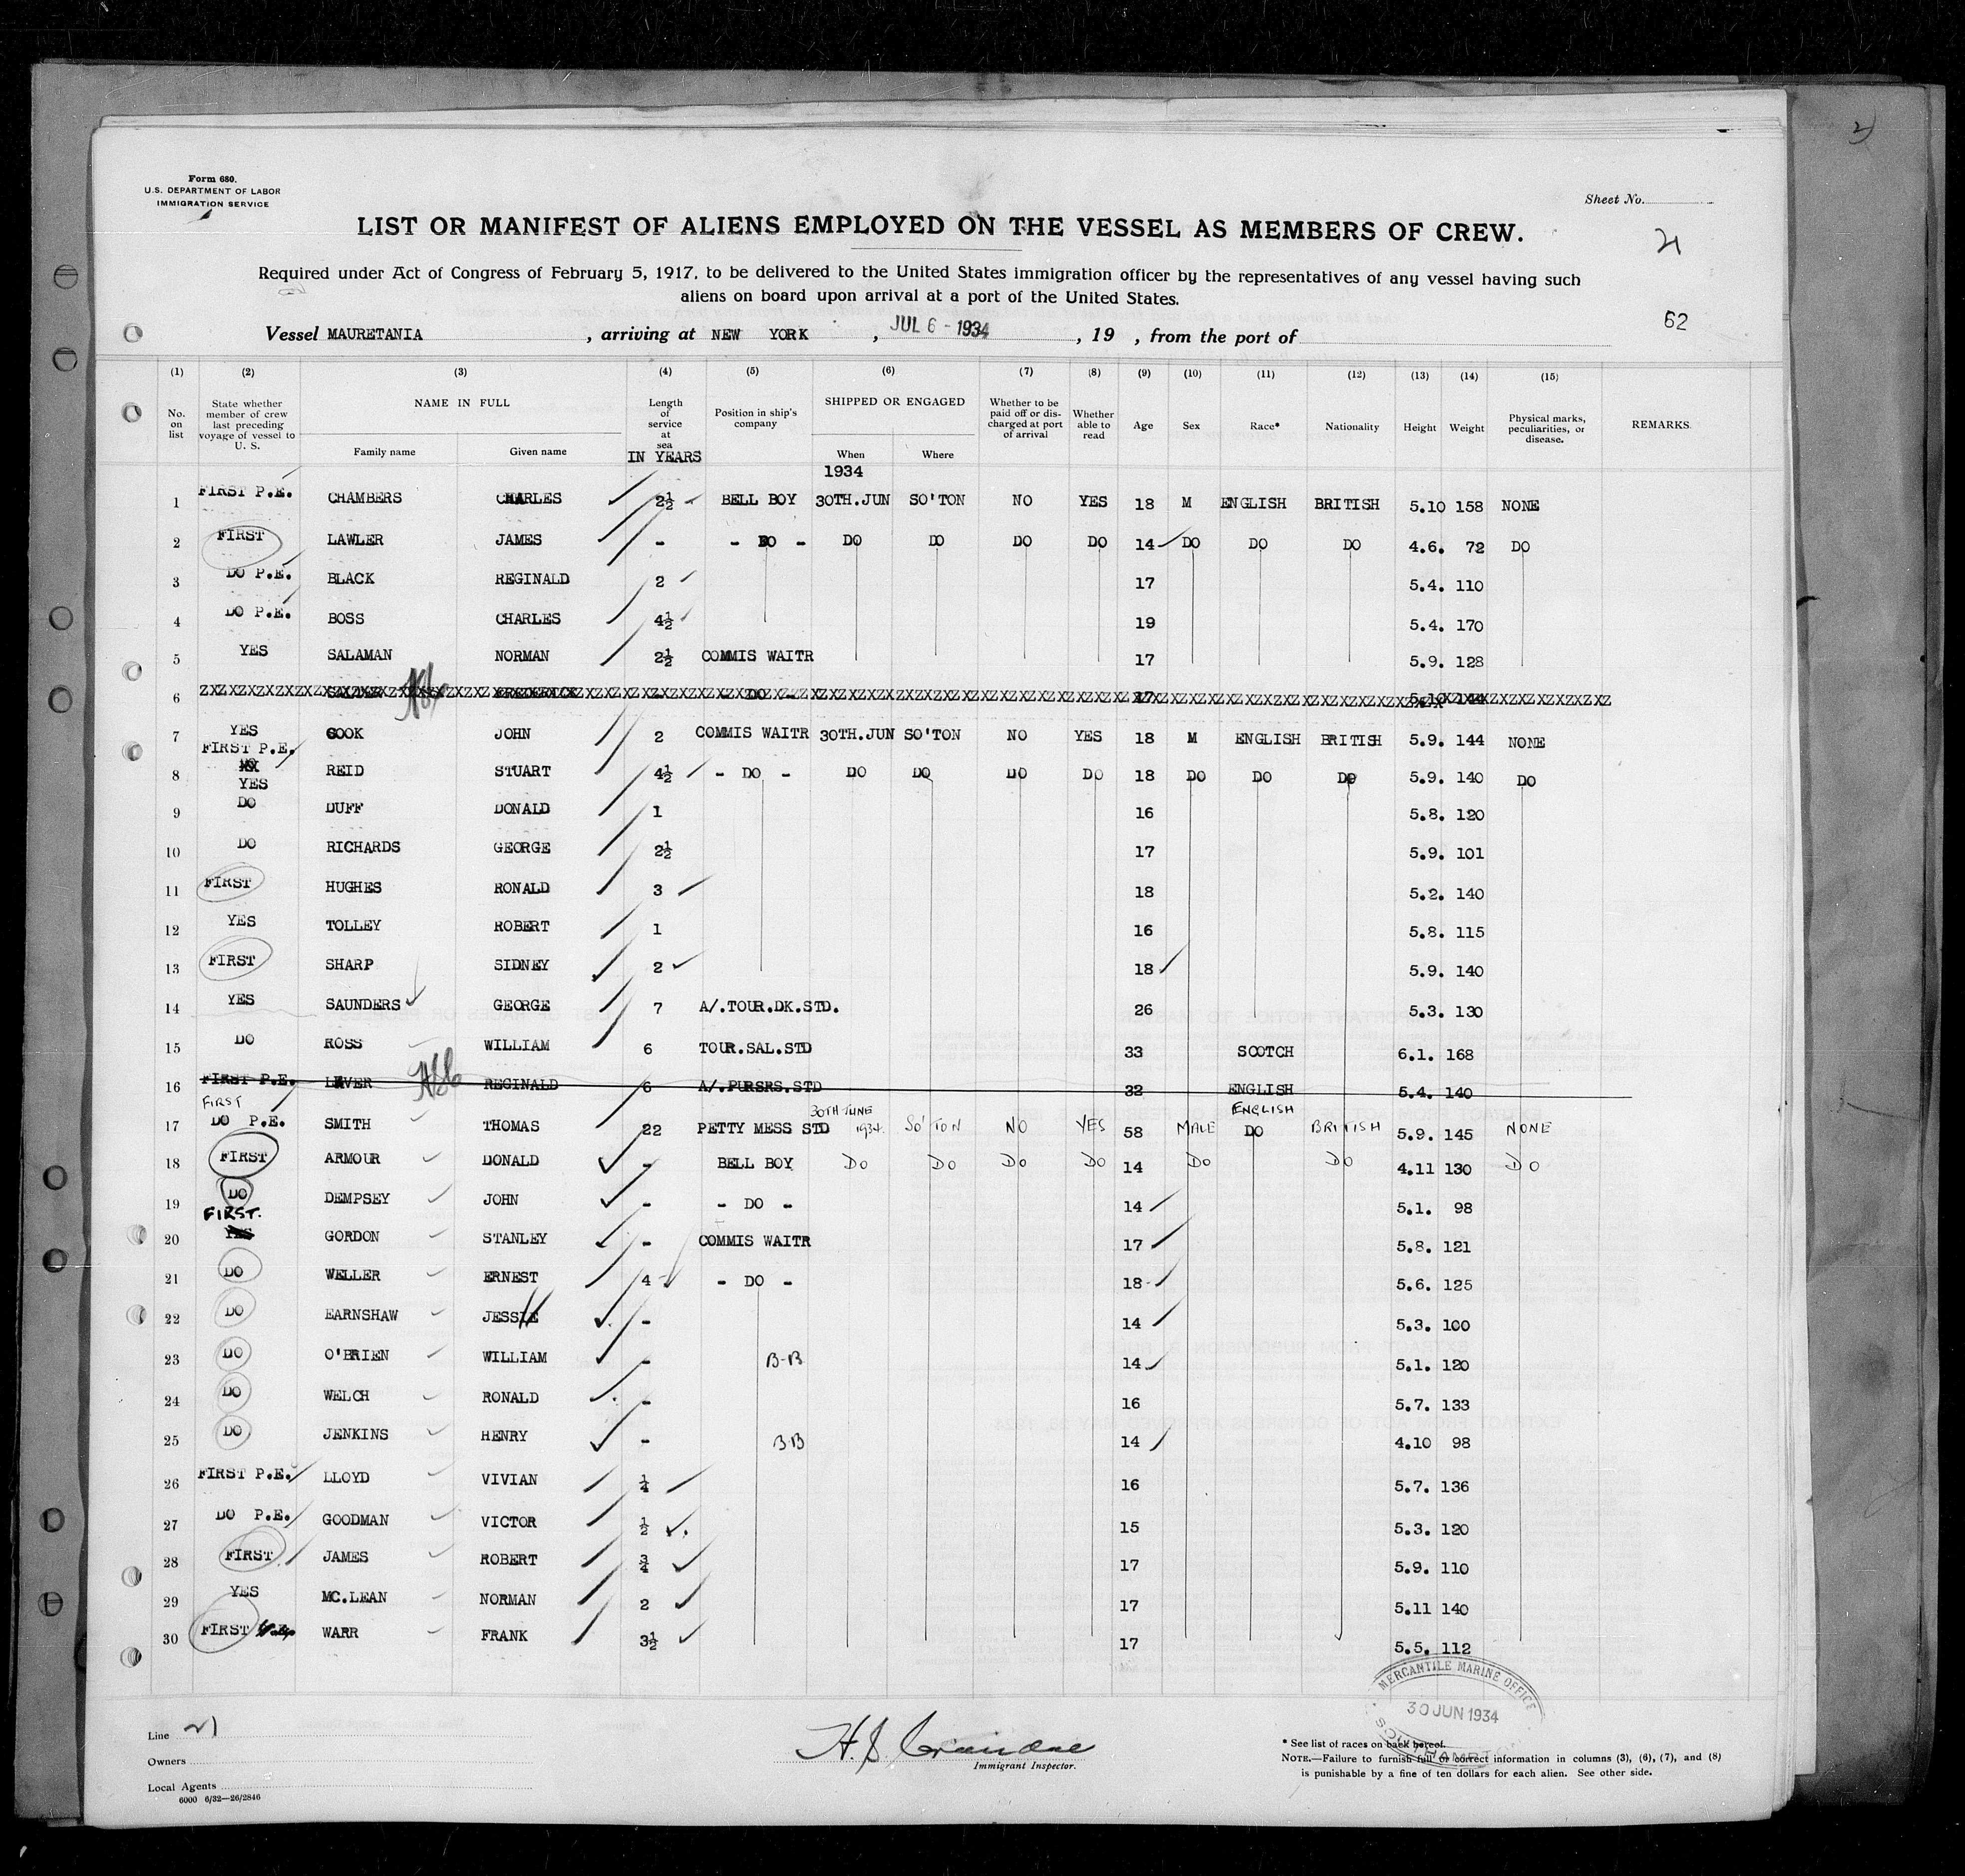 2)
Form 680.
U.S. DEPARTMENT OF LABOR
IMMIGRATION SERVICE
Sheet No.
LIST OR MANIFEST OF ALIENS EMPLOYED ON THE VESSEL AS MEMBERS OF CREW.
21
Required under Act of Congress of February 5, 1917, to be delivered to the United States immigration officer by the representatives of any vessel having such
aliens on board upon arrival at a port of the United States.
62
Vessel MAURETANIA, arriving at NEW YORK, JUL 6 - 1934, 19 , from the port of
(1) (2) (3) (4) (5) (6) (7) (8) (9) (10) (11) (12) (13) (14) (15)
No. on list State whether member of crew last preceding voyage of vessel to U. S. NAME IN FULL Family name Given name Length of service at sea IN YEARS Position in ship's company SHIPPED OR ENGAGED When Where Whether to be paid off or discharged at port of arrival Whether able to read Age Sex Race* Nationality Height Weight Physical marks, peculiarities, or disease. REMARKS.
1934
1 FIRST P.E. CHAMBERS CHARLES 2½ BELL BOY 30TH.JUN SO'TON NO YES 18 M ENGLISH BRITISH 5.10 158 NONE
2 FIRST LAWLER JAMES - - DO - DO DO DO DO 14 DO DO DO 4.6. 72 DO
3 DO P.E. BLACK REGINALD 2 17 5.4. 110
4 DO P.E. BOSS CHARLES 4½ 19 5.4. 170
5 YES SALAMAN NORMAN 2½ COMMIS WAITR 17 5.9. 128
6 FREDERICK - - DO - 17 5.10 144
7 YES COOK JOHN 2 COMMIS WAITR 30TH.JUN SO'TON NO YES 18 M ENGLISH BRITISH 5.9. 144 NONE
8 FIRST P.E. REID STUART 4½ - DO - DO DO DO DO 18 DO DO DO 5.9. 140 DO
YES
9 DO DUFF DONALD 1 16 5.8. 120
10 DO RICHARDS GEORGE 2½ 17 5.9. 101
11 FIRST HUGHES RONALD 3 18 5.2. 140
12 YES TOLLEY ROBERT 1 16 5.8. 115
13 FIRST SHARP SIDNEY 2 18 5.9. 140
14 YES SAUNDERS GEORGE 7 A/.TOUR.DK.STD. 26 5.3. 130
15 DO ROSS WILLIAM 6 TOUR.SAL.STD 33 SCOTCH 6.1. 168
16 FIRST P.E. LAVER REGINALD 6 A/.PURSRS.STD 32 ENGLISH 5.4. 140
FIRST 30TH JUNE ENGLISH
17 DO P.E. SMITH THOMAS 22 PETTY MESS STD 1934. SO'TON NO YES 58 MALE DO BRITISH 5.9. 145 NONE
18 FIRST ARMOUR DONALD - BELL BOY DO DO DO DO 14 DO DO 4.11 130 DO
19 DO DEMPSEY JOHN - - DO - 14 5.1. 98
FIRST.
20 YES GORDON STANLEY - COMMIS WAITR 17 5.8. 121
21 DO WELLER ERNEST 4 - DO - 18 5.6. 125
22 DO EARNSHAW JESSIE - 14 5.3. 100
23 DO O'BRIEN WILLIAM - B-B 14 5.1. 120
24 DO WELCH RONALD - 16 5.7. 133
25 DO JENKINS HENRY - B.B 14 4.10 98
26 FIRST P.E. LLOYD VIVIAN ¼ 16 5.7. 136
27 DO P.E. GOODMAN VICTOR ½ 15 5.3. 120
28 FIRST JAMES ROBERT ¾ 17 5.9. 110
29 YES MC.LEAN NORMAN 2 17 5.11 140
30 FIRST WARR FRANK 3½ 17 5.5. 112
MERCANTILE MARINE OFFICE
30 JUN 1934
Line 21
Owners
Local Agents
6000 6/32—26/2846
Immigrant Inspector.
* See list of races on back hereof.
NOTE.—Failure to furnish full or correct information in columns (3), (6), (7), and (8)
is punishable by a fine of ten dollars for each alien. See other side.